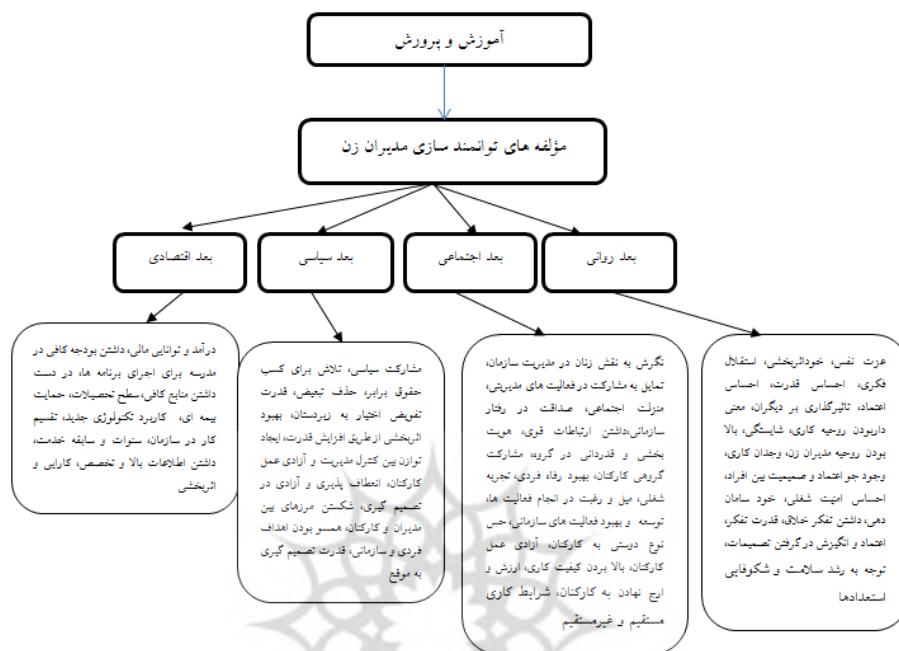 آموزش و پرورش
مؤلفه های توانمند سازی مدیران زن
بعد روانی
بعد اجتماعی
بعد سیاسی
بعد اقتصادی
عزت نفس، خوداثربخشی، استقلال
فکری، احساس قدرت، احساس
اعتماد، تاثیرگذاری بر دیگران، معنی
داربودن روحیه کاری، شایستگی، بالا
بودن روحیه مدیران زن، وجدان کاری،
وجود جو اعتماد و صمیمیت بین افراد،
احساس امنیت شغلی، خود سامان
دهی، داشتن تفکر خلاق، قدرت تفکر،
اعتماد و انگیزش در گرفتن تصمیمات،
توجه به رشد سلامت و شکوفایی
استعدادها
نگرش به نقش زنان در مدیریت سازمان،
تمایل به مشارکت در فعالیت های مدیریتی،
منزلت اجتماعی، صداقت در رفتار
سازمانی،داشتن ارتباطات قوی، هویت
بخشی و قدردانی در گروه، مشارکت
گروهی کارکنان، بهبود رفاه فردی، تجربه
شغلی، میل و رغبت در انجام فعالیت ها،
توسعه و بهبود فعالیت های سازمانی، حس
نوع دوستی به کارکنان، آزادی عمل
کارکنان، بالا بردن کیفیت کاری، ارزش و
ارج نهادن به کارکنان، شرایط کاری
مستقیم و غیرمستقیم
مشارکت سیاسی، تلاش برای کسب
حقوق برابر، حذف تبعیض، قدرت
تفویض اختیار به زیردستان، بهبود
اثربخشی از طریق افزایش قدرت، ایجاد
توازن بین کنترل مدیریت و آزادی عمل
کارکنان، انعطاف پذیری و آزادی در
تصمیم گیری، شکستن مرزهای بین
مدیران و کارکنان، همسو بودن اهداف
فردی و سازمانی، قدرت تصمیم گیری
به موقع
درآمد و توانایی مالی، داشتن بودجه کافی در
مدرسه برای اجرای برنامه ها، در دست
داشتن منابع کافی، سطح تحصیلات، حمایت
بیمه ای، کاربرد تکنولوژی جدید، تقسیم
کار در سازمان، سنوات و سابقه خدمت،
داشتن اطلاعات بالا و تخصص، کارایی و
اثربخشی